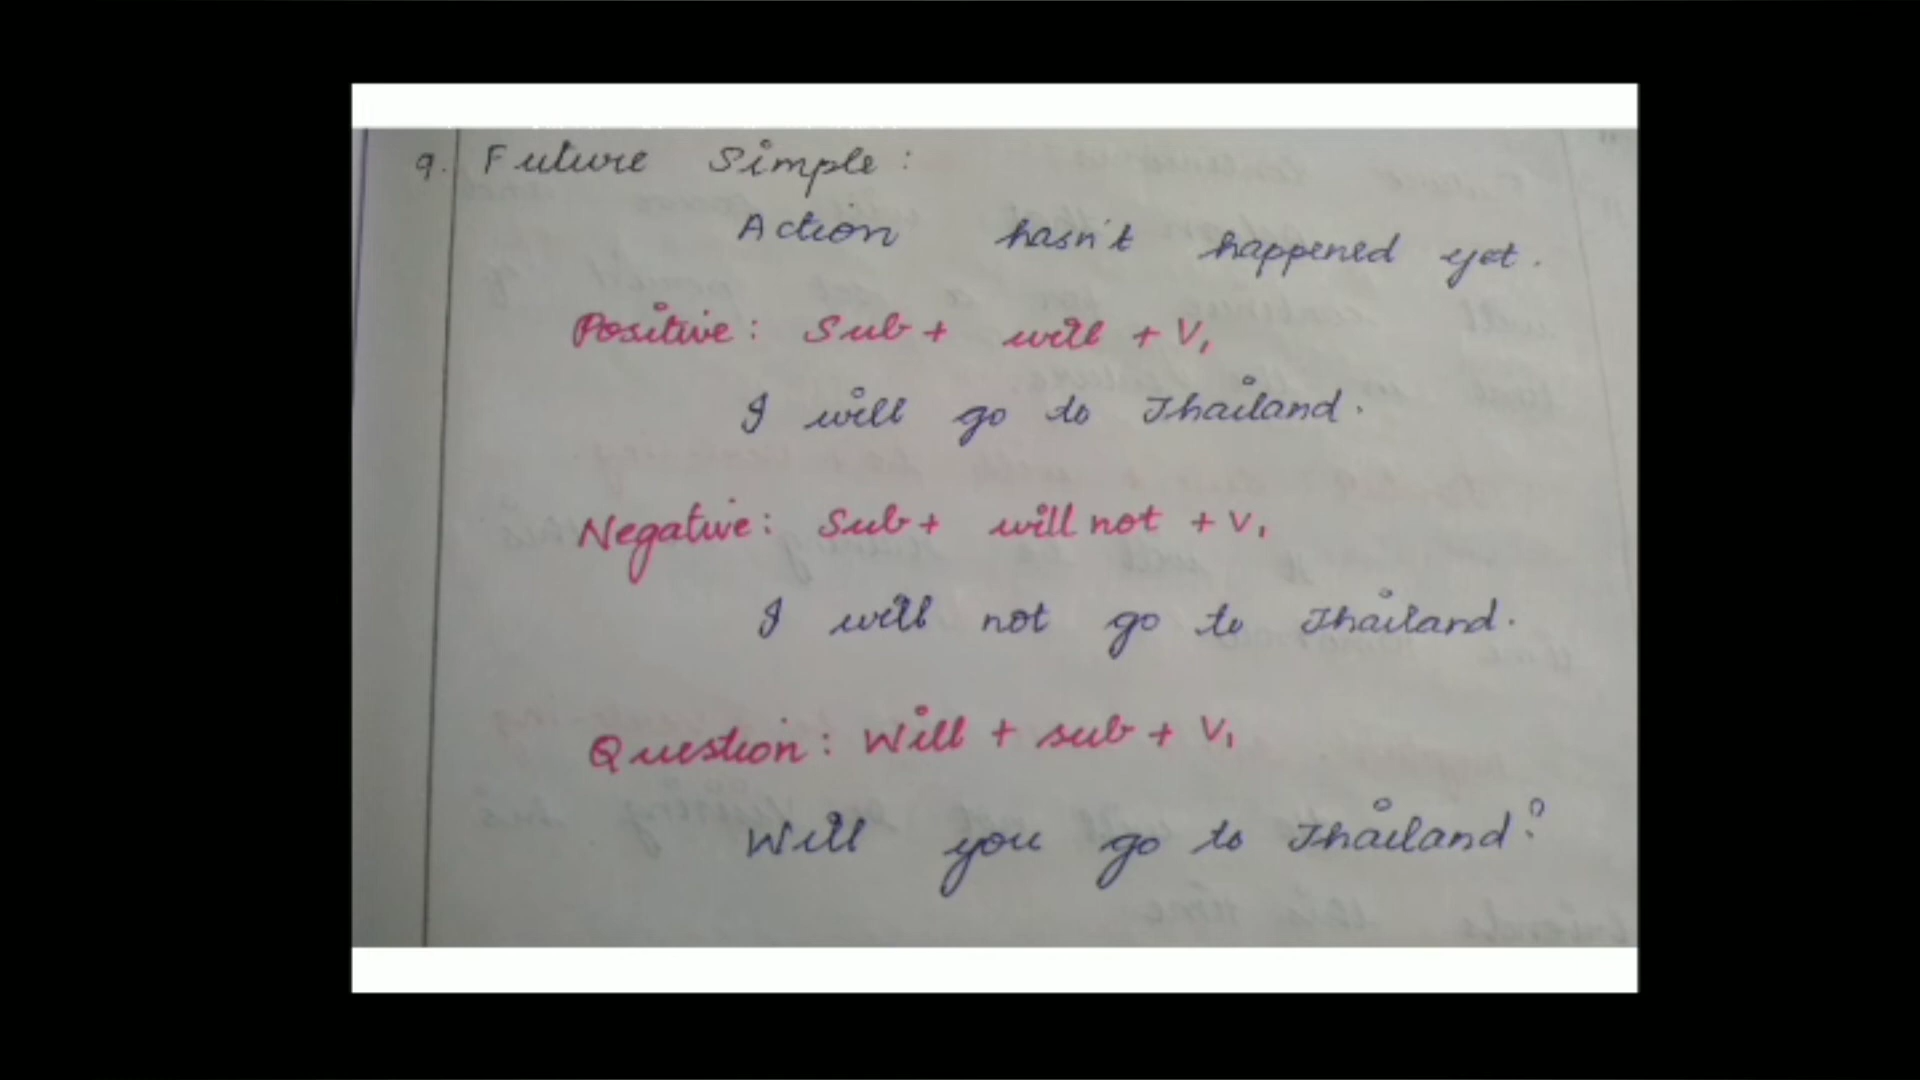 9. Future Simple:
Action hasn't happened yet.
Positive: Sub + will + V₁
I will go to Thailand.
Negative: Sub + will not + V₁
I will not go to Thailand.
Question: Will + sub + V₁
Will you go to Thailand?